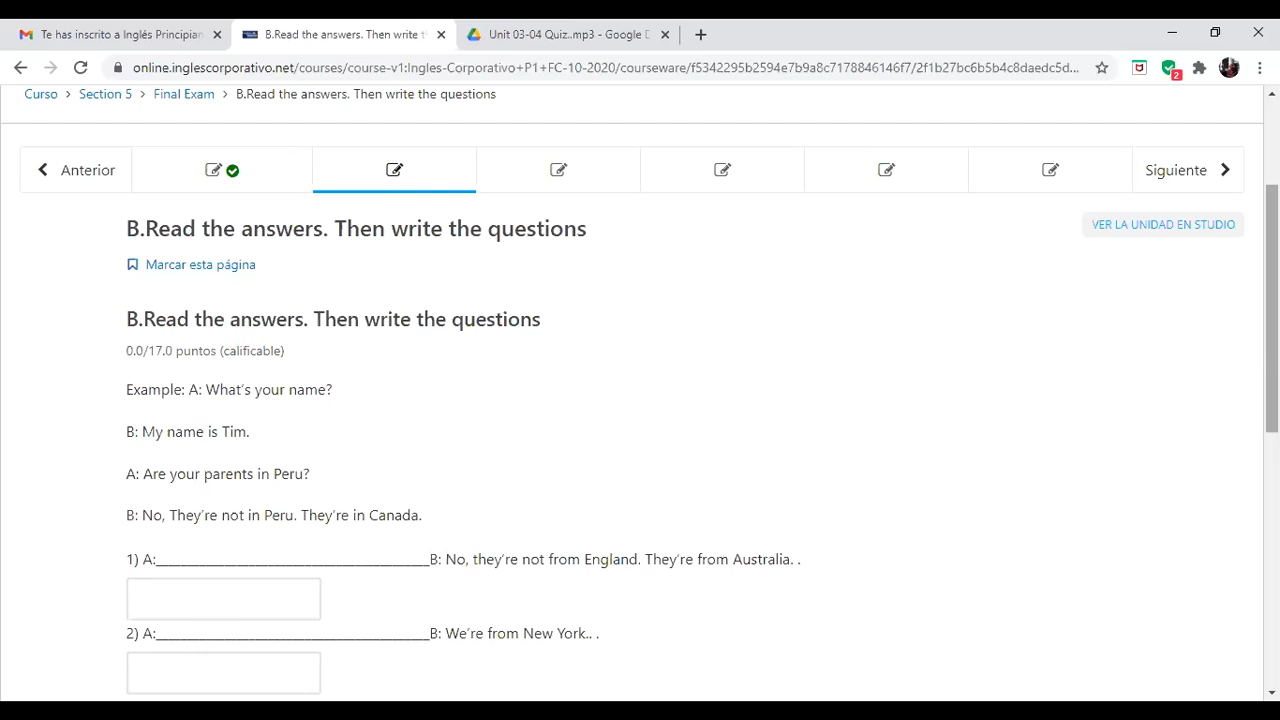 Te has inscrito a Inglés Principian
B.Read the answers. Then write t
Unit 03-04 Quiz..mp3 - Google D
online.inglescorporativo.net/courses/course-v1:Ingles-Corporativo+P1+FC-10-2020/courseware/f5342295b2594e7b9a8c7178846146f7/2f1b27bc6b5b4c8daedc5d...
2
Curso > Section 5 > Final Exam > B.Read the answers. Then write the questions
Anterior
Siguiente
B.Read the answers. Then write the questions
VER LA UNIDAD EN STUDIO
Marcar esta página
B.Read the answers. Then write the questions
0.0/17.0 puntos (calificable)
Example: A: What's your name?
B: My name is Tim.
A: Are your parents in Peru?
B: No, They're not in Peru. They're in Canada.
1) A:_________________________________B: No, they're not from England. They're from Australia. .
2) A:_________________________________B: We're from New York.. .